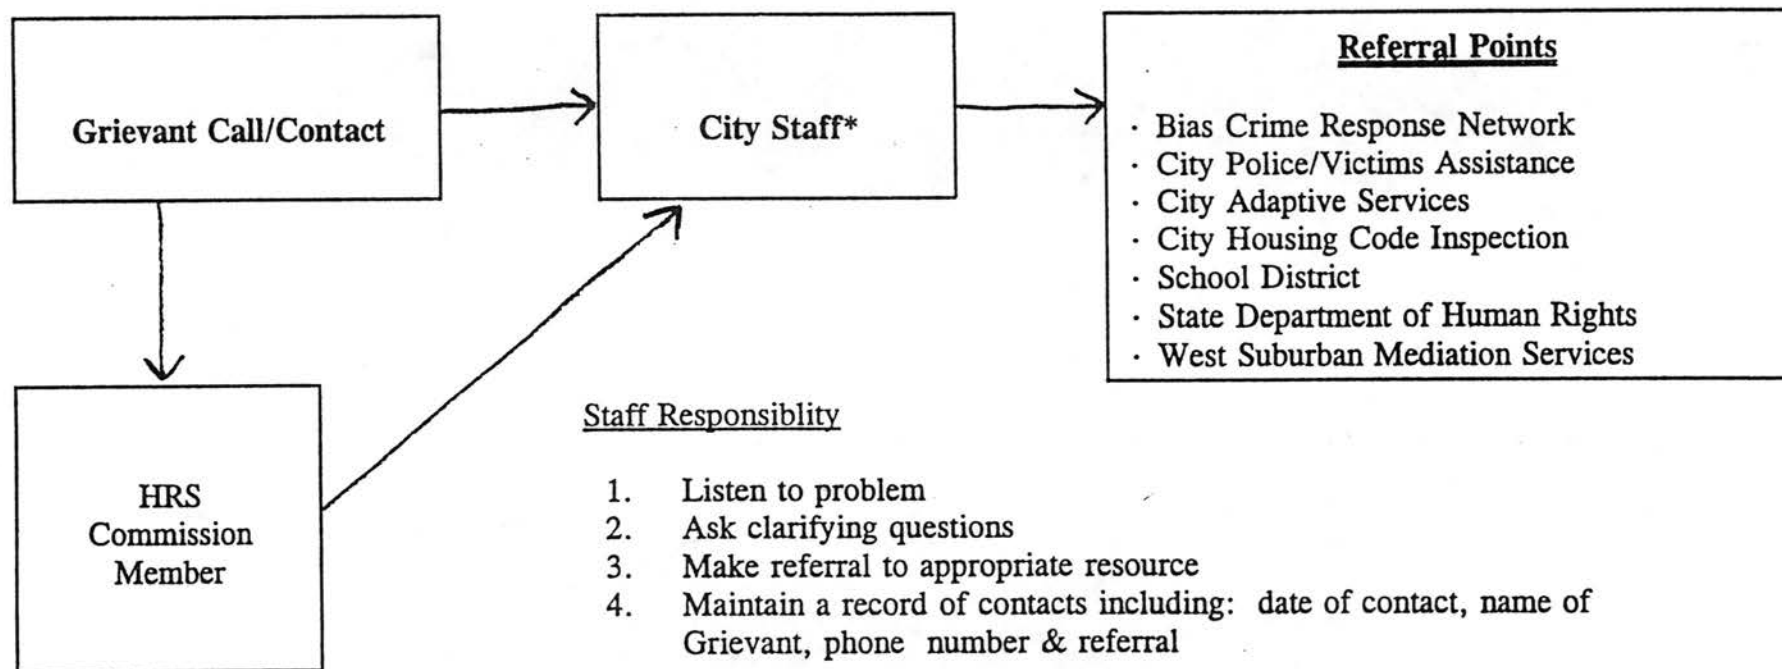 Grievant Call/Contact
City Staff*
Referral Points
· Bias Crime Response Network
· City Police/Victims Assistance
· City Adaptive Services
· City Housing Code Inspection
· School District
· State Department of Human Rights
· West Suburban Mediation Services
HRS
Commission
Member
Staff Responsiblity
1. Listen to problem
2. Ask clarifying questions
3. Make referral to appropriate resource
4. Maintain a record of contacts including: date of contact, name of
Grievant, phone number & referral